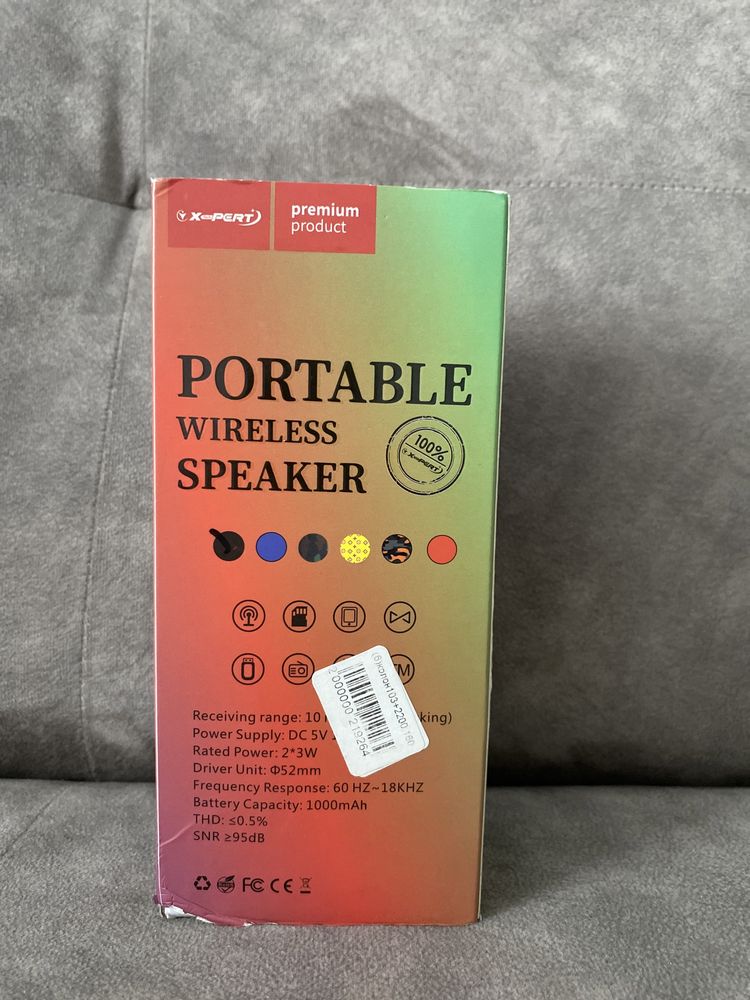 X PERT
premium
product
PORTABLE
WIRELESS
SPEAKER
100%
X PERT
Receiving range: 10 king)
Power Supply: DC 5V
Rated Power: 2*3W
Driver Unit: Φ52mm
Frequency Response: 60 HZ~18KHZ
Battery Capacity: 1000mAh
THD: ≤0.5%
SNR ≥95dB
2000000 219264
FC CE